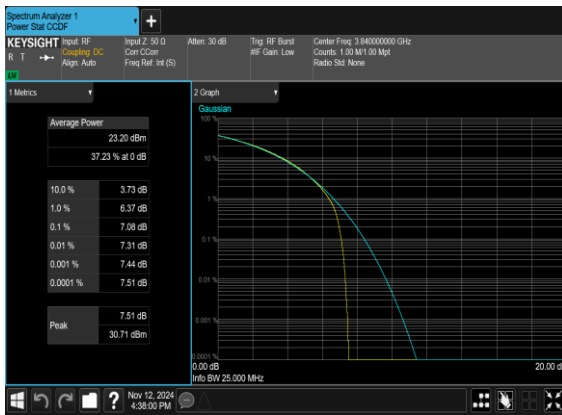 Spectrum Analyzer 1
Power Stat CCDF
KEYSIGHT
R T
LXI
Input: RF
Coupling: DC
Align: Auto
Input Z: 50 Ω
Corr CCorr
Freq Ref: Int (S)
Atten: 30 dB
Trig: RF Burst
#IF Gain: Low
Center Freq: 3.840000000 GHz
Counts: 1.00 M/1.00 Mpt
Radio Std: None
1 Metrics
Average Power
23.20 dBm
37.23 % at 0 dB
10.0 % 3.73 dB
1.0 % 6.37 dB
0.1 % 7.08 dB
0.01 % 7.31 dB
0.001 % 7.44 dB
0.0001 % 7.51 dB
Peak
7.51 dB
30.71 dBm
2 Graph
Gaussian
100 %
10 %
1 %
0.1 %
0.01 %
0.001 %
0.0001 %
0.00 dB
20.00 d
Info BW 25.000 MHz
?
Nov 12, 2024
4:38:00 PM